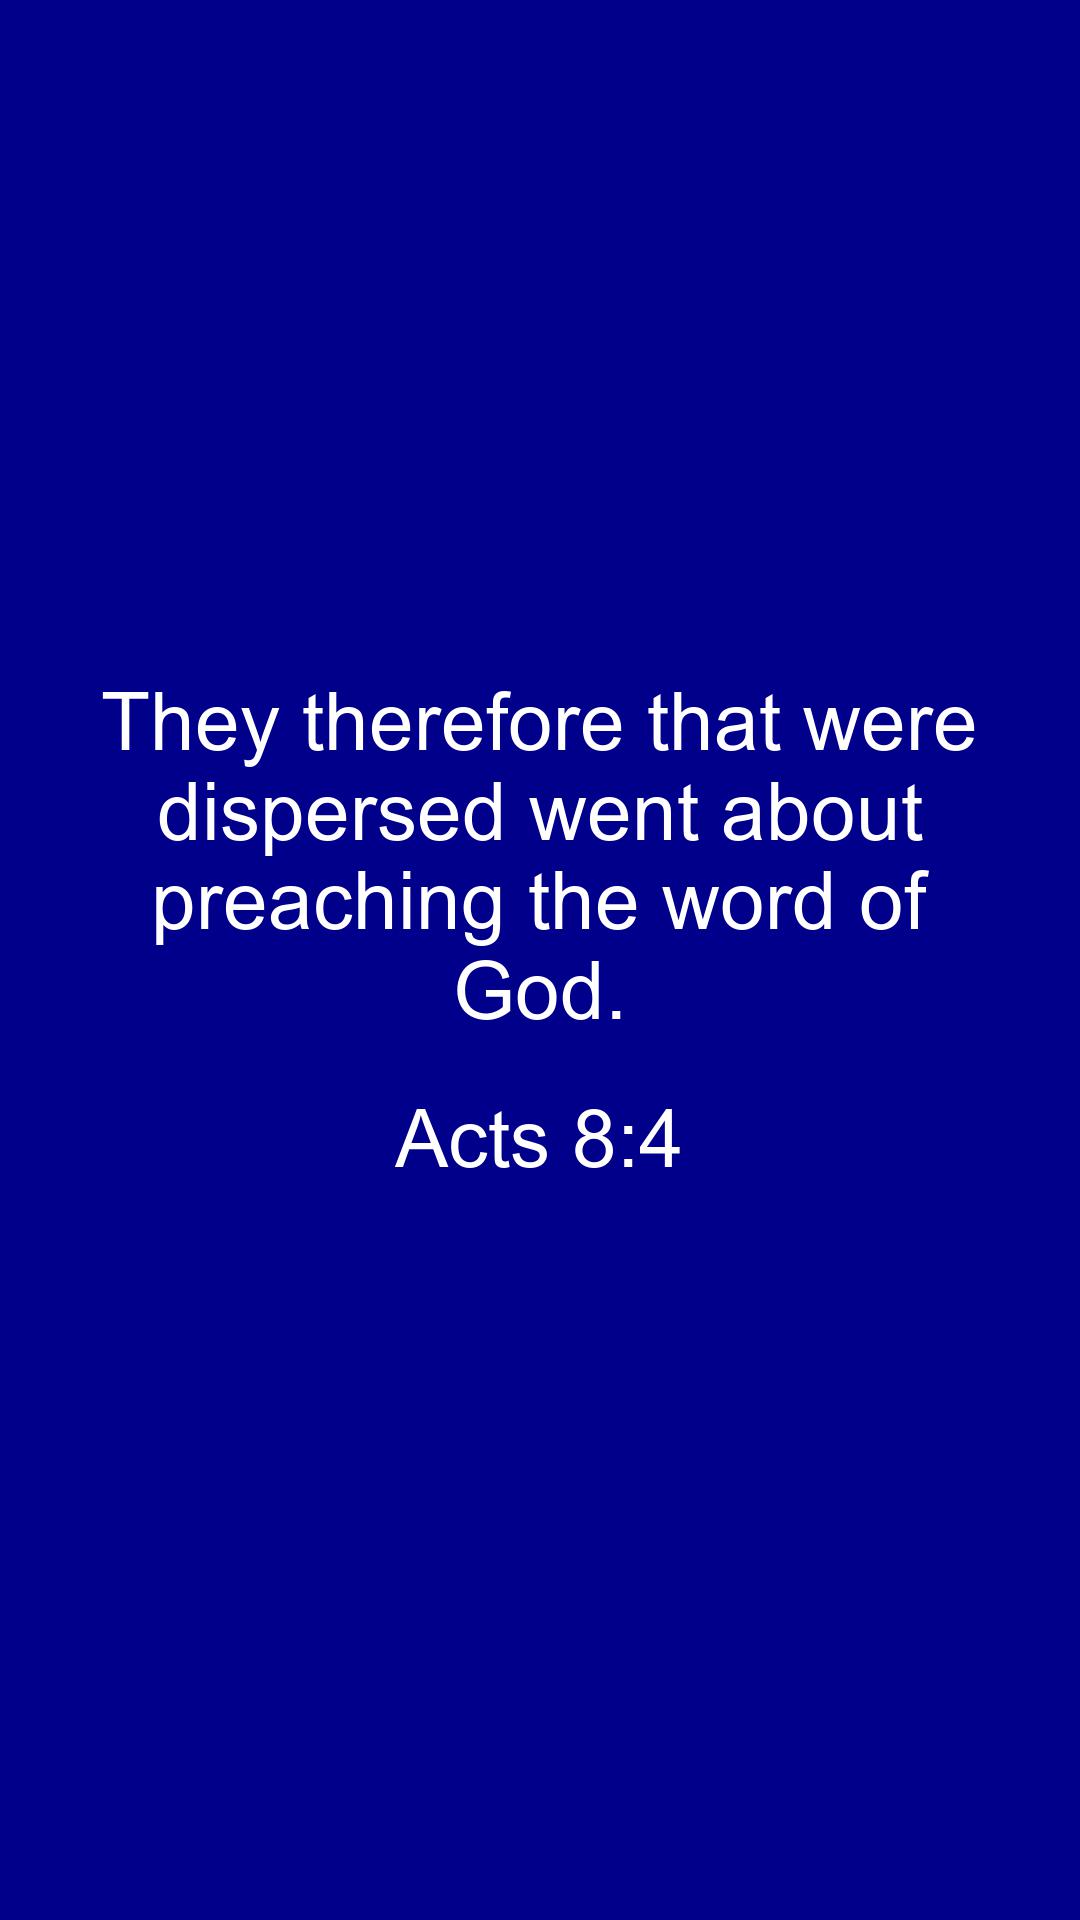 They therefore that were
dispersed went about
preaching the word of
God.
Acts 8:4